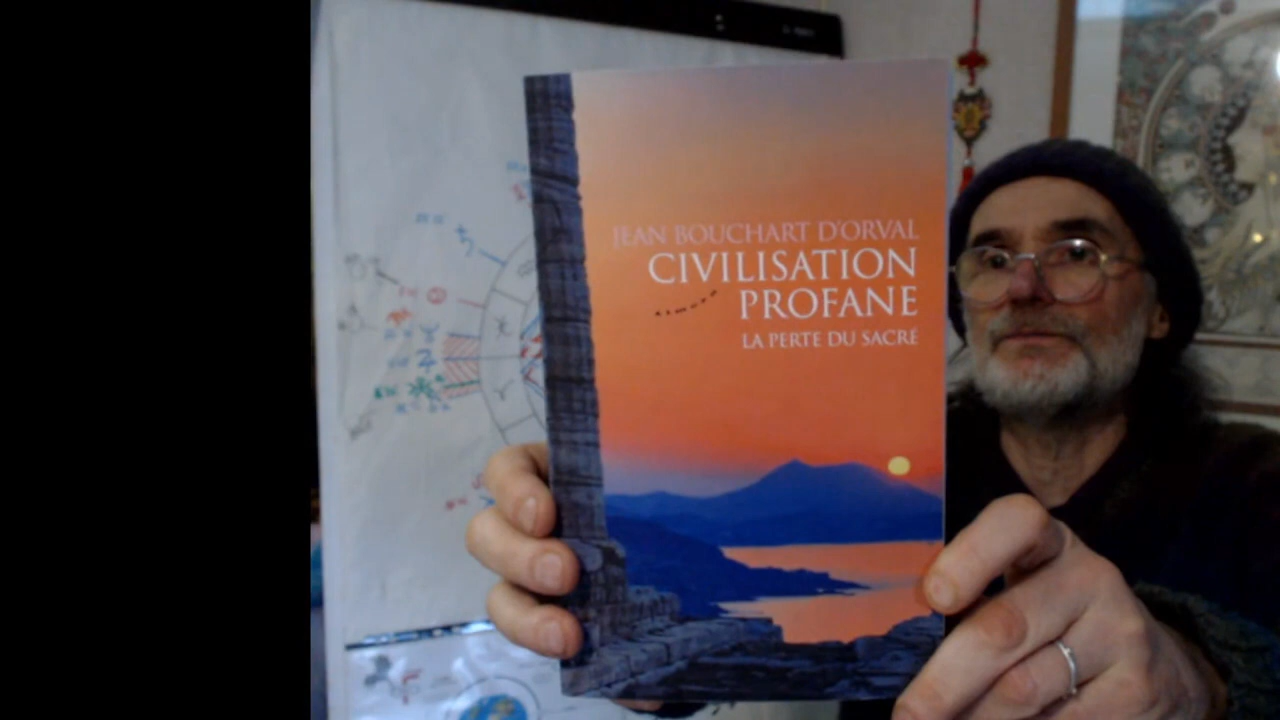 JEAN BOUCHART D'ORVAL
CIVILISATION
PROFANE
LA PERTE DU SACRÉ